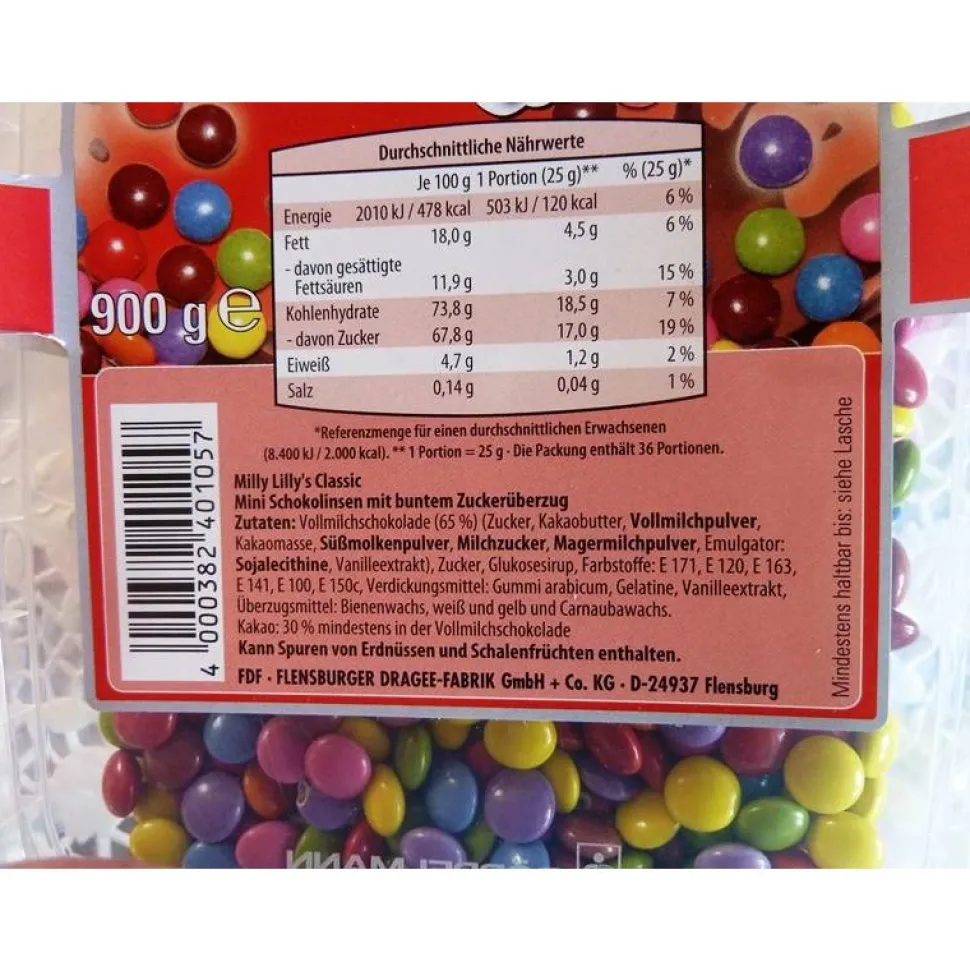 Durchschnittliche Nährwerte
Je 100 g 1 Portion (25 g)** % (25 g)*
Energie 2010 kJ / 478 kcal 503 kJ / 120 kcal 6 %
Fett 18,0 g 4,5 g 6 %
- davon gesättigte
Fettsäuren 11,9 g 3,0 g 15 %
Kohlenhydrate 73,8 g 18,5 g 7 %
- davon Zucker 67,8 g 17,0 g 19 %
Eiweiß 4,7 g 1,2 g 2 %
Salz 0,14 g 0,04 g 1 %
900 g e
*Referenzmenge für einen durchschnittlichen Erwachsenen
(8.400 kJ / 2.000 kcal). ** 1 Portion = 25 g · Die Packung enthält 36 Portionen.
Milly Lilly's Classic
Mini Schokolinsen mit buntem Zuckerüberzug
Zutaten: Vollmilchschokolade (65 %) (Zucker, Kakaobutter, Vollmilchpulver,
Kakaomasse, Süßmolkenpulver, Milchzucker, Magermilchpulver, Emulgator:
Sojalecithine, Vanilleextrakt), Zucker, Glukosesirup, Farbstoffe: E 171, E 120, E 163,
E 141, E 100, E 150c, Verdickungsmittel: Gummi arabicum, Gelatine, Vanilleextrakt,
Überzugsmittel: Bienenwachs, weiß und gelb und Carnaubawachs.
Kakao: 30 % mindestens in der Vollmilchschokolade
Kann Spuren von Erdnüssen und Schalenfrüchten enthalten.
FDF · FLENSBURGER DRAGEE-FABRIK GmbH + Co. KG · D-24937 Flensburg
4 000382 401057
Mindestens haltbar bis: siehe Lasche